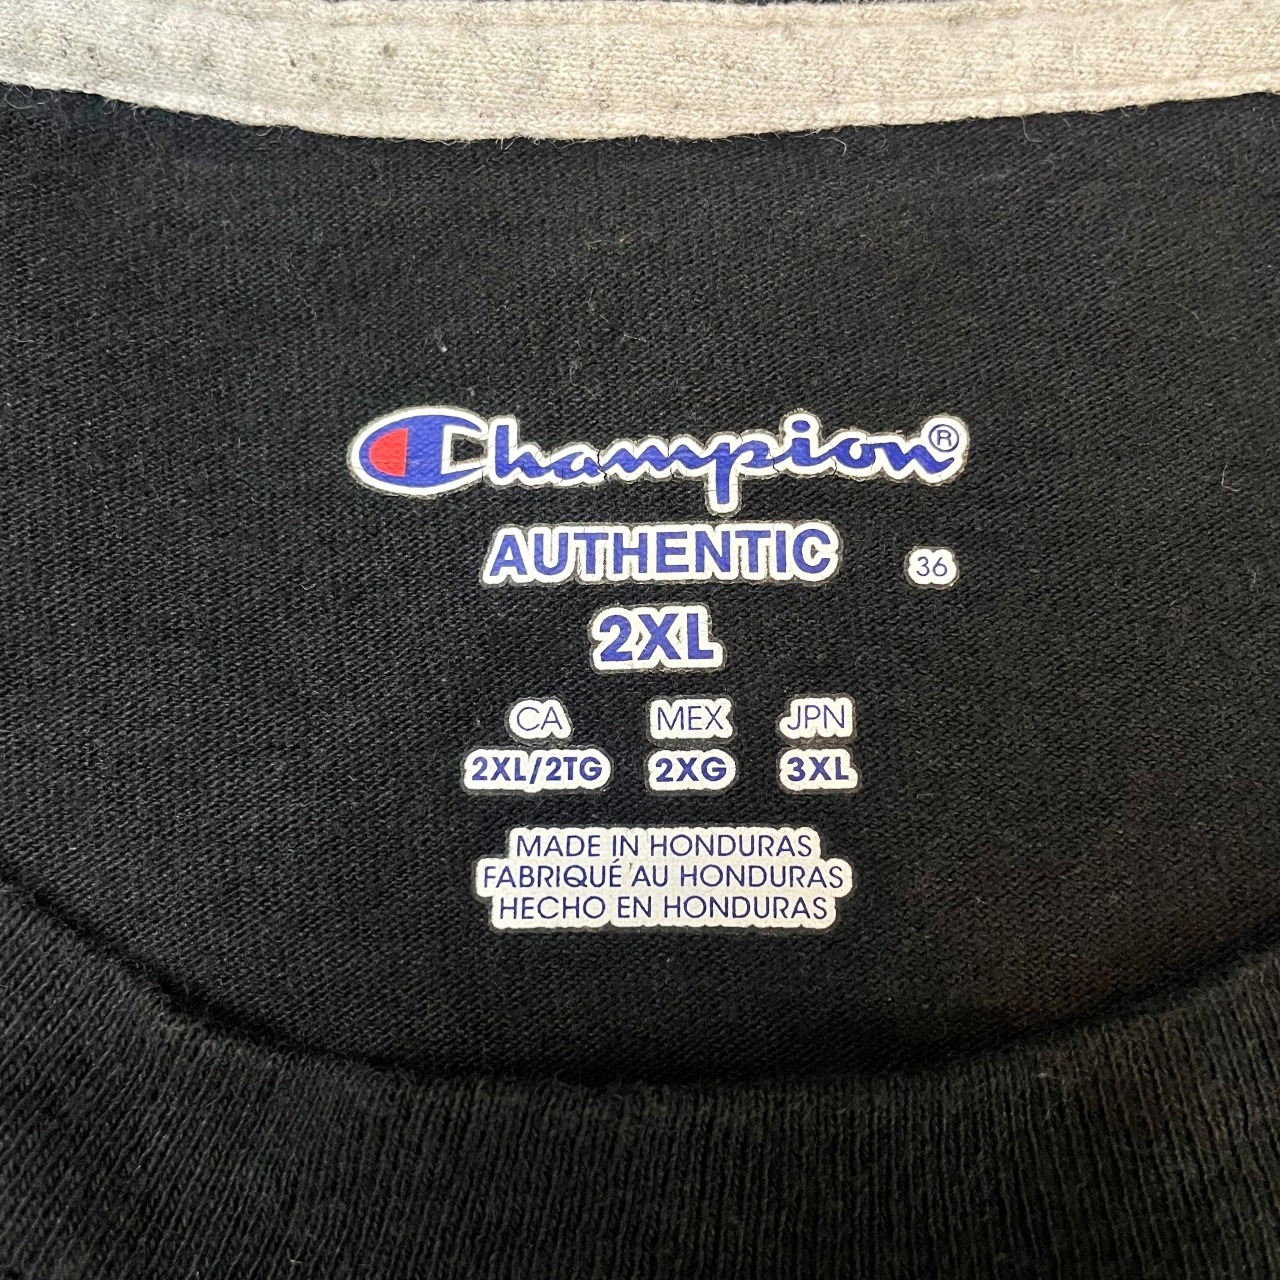 Champion®
AUTHENTIC 36
2XL
CA MEX JPN
2XL/2TG 2XG 3XL
MADE IN HONDURAS
FABRIQUÉ AU HONDURAS
HECHO EN HONDURAS